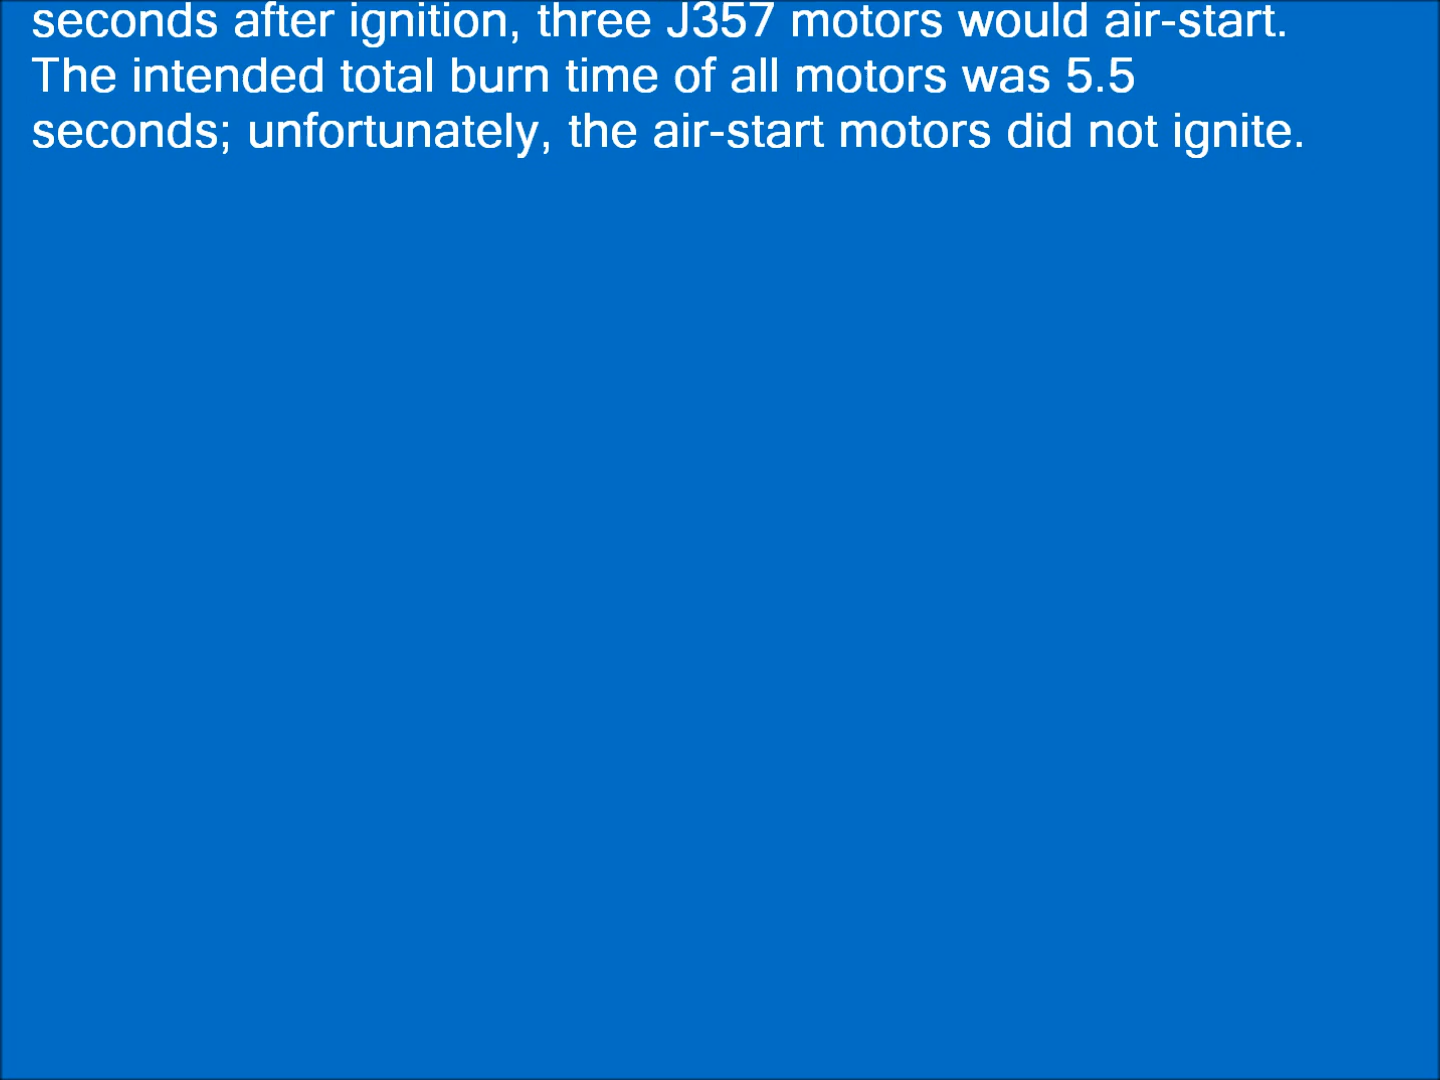 seconds after ignition, three J357 motors would air-start.
The intended total burn time of all motors was 5.5
seconds; unfortunately, the air-start motors did not ignite.